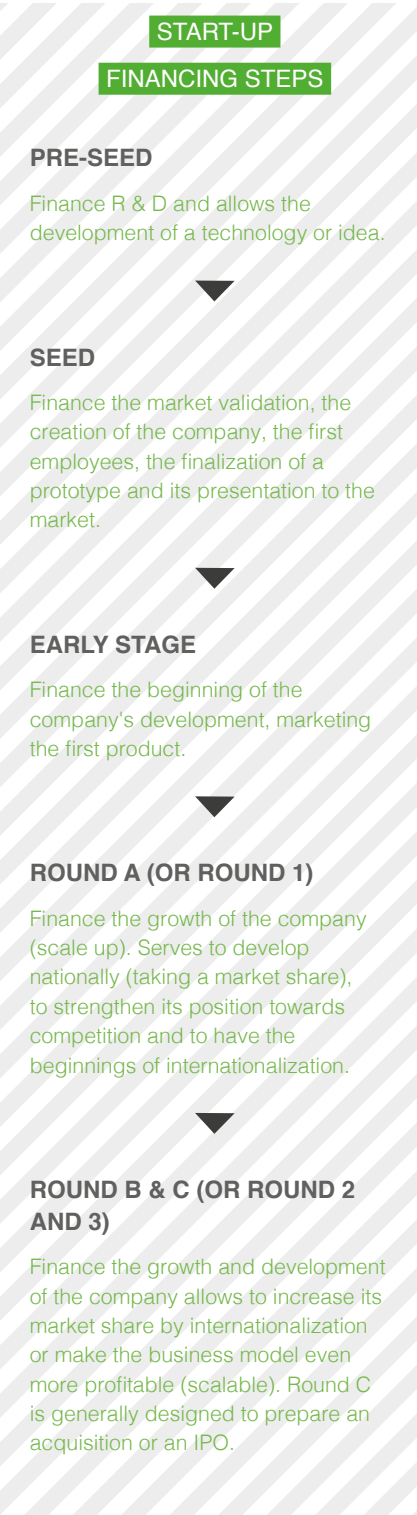 START-UP
FINANCING STEPS
PRE-SEED
Finance R & D and allows the
development of a technology or idea.
SEED
Finance the market validation, the
creation of the company, the first
employees, the finalization of a
prototype and its presentation to the
market.
EARLY STAGE
Finance the beginning of the
company's development, marketing
the first product.
ROUND A (OR ROUND 1)
Finance the growth of the company
(scale up). Serves to develop
nationally (taking a market share),
to strengthen its position towards
competition and to have the
beginnings of internationalization.
ROUND B & C (OR ROUND 2
AND 3)
Finance the growth and development
of the company allows to increase its
market share by internationalization
or make the business model even
more profitable (scalable). Round C
is generally designed to prepare an
acquisition or an IPO.